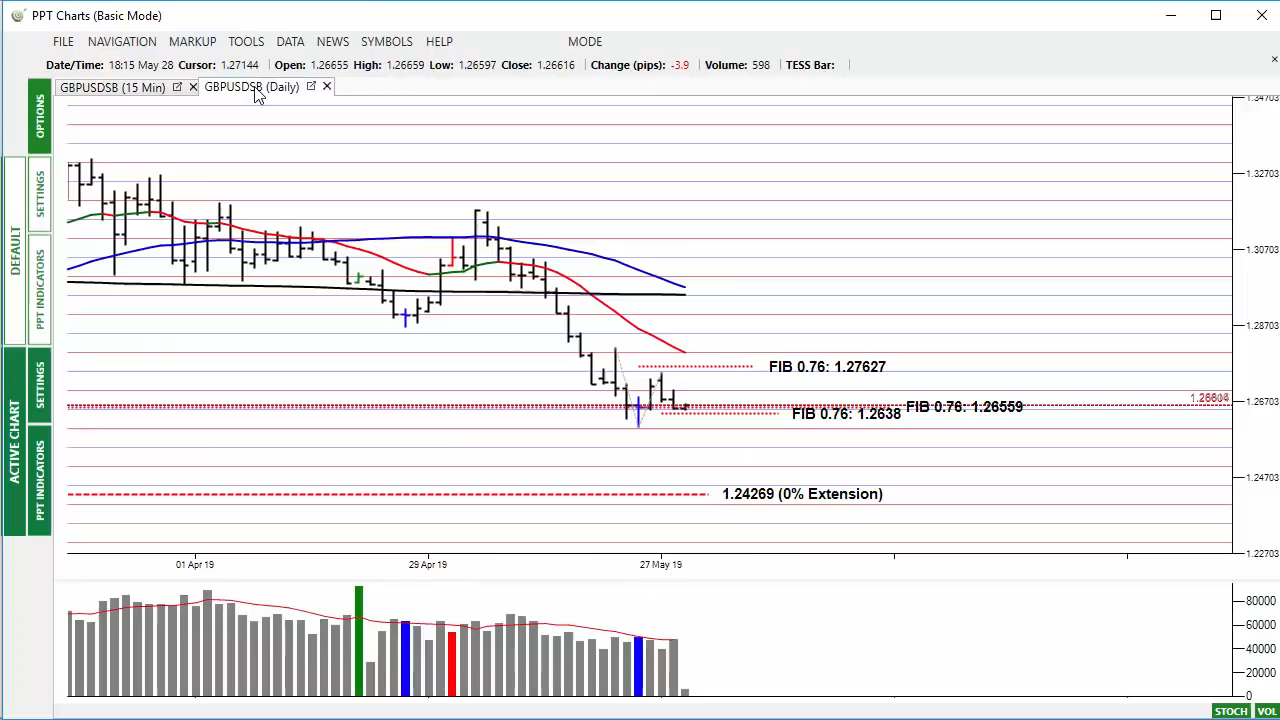 PPT Charts (Basic Mode)
FILE NAVIGATION MARKUP TOOLS DATA NEWS SYMBOLS HELP MODE
Date/Time: 18:15 May 28 Cursor: 1.27144 Open: 1.26655 High: 1.26659 Low: 1.26597 Close: 1.26616 Change (pips): -3.9 Volume: 598 TESS Bar:
GBPUSDSB (15 Min) GBPUSDSB (Daily)
OPTIONS
SETTINGS
PPT INDICATORS
DEFAULT
SETTINGS
PPT INDICATORS
ACTIVE CHART
1.34703
1.32703
1.30703
1.28703
FIB 0.76: 1.27627
1.26703
FIB 0.76: 1.26559
FIB 0.76: 1.2638
1.24703
1.24269 (0% Extension)
1.22703
01 Apr 19 29 Apr 19 27 May 19
80000
60000
40000
20000
0
STOCH VOL